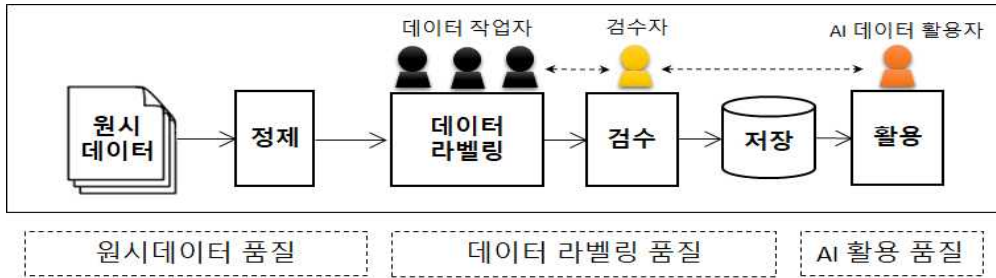 데이터 작업자
검수자
AI 데이터 활용자
원시
데이터
정제
데이터
라벨링
검수
저장
활용
원시데이터 품질
데이터 라벨링 품질
AI 활용 품질